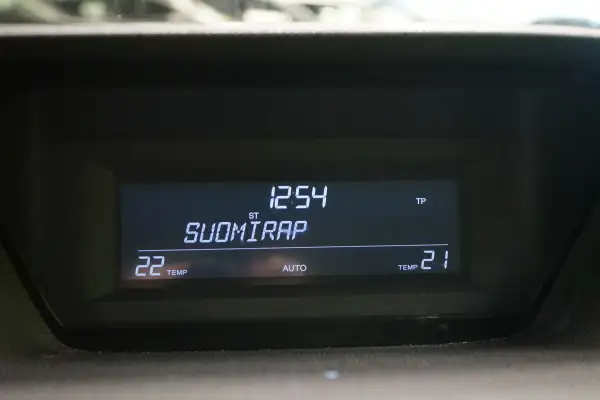 12:54 TP
ST
SUOMIRAP
22 TEMP AUTO TEMP 21